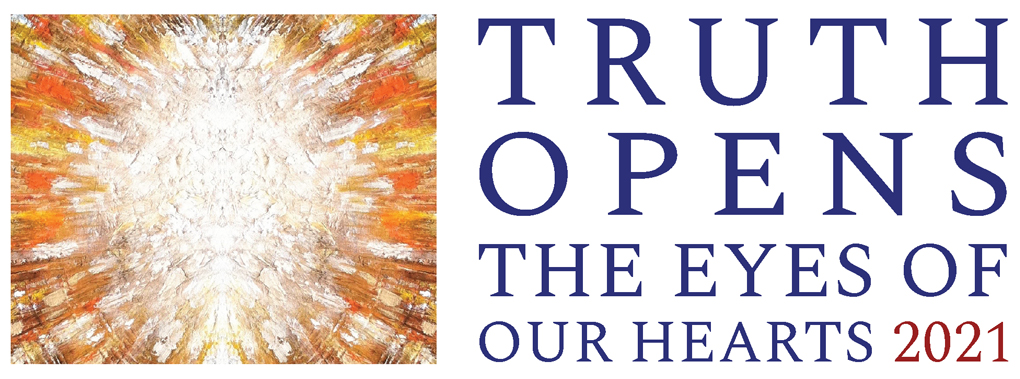 TRUTH
OPENS
THE EYES OF
OUR HEARTS 2021